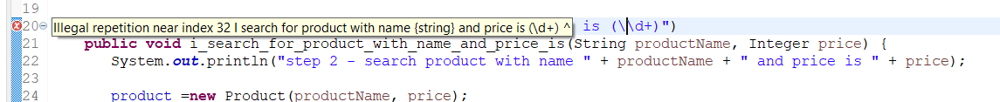 19
20 Illegal repetition near index 32 I search for product with name {string} and price is (\d+) ^ is (\\d+)")
21 public void i_search_for_product_with_name_and_price_is(String productName, Integer price) {
22 System.out.println("step 2 - search product with name " + productName + " and price is " + price);
23
24 product =new Product(productName, price);